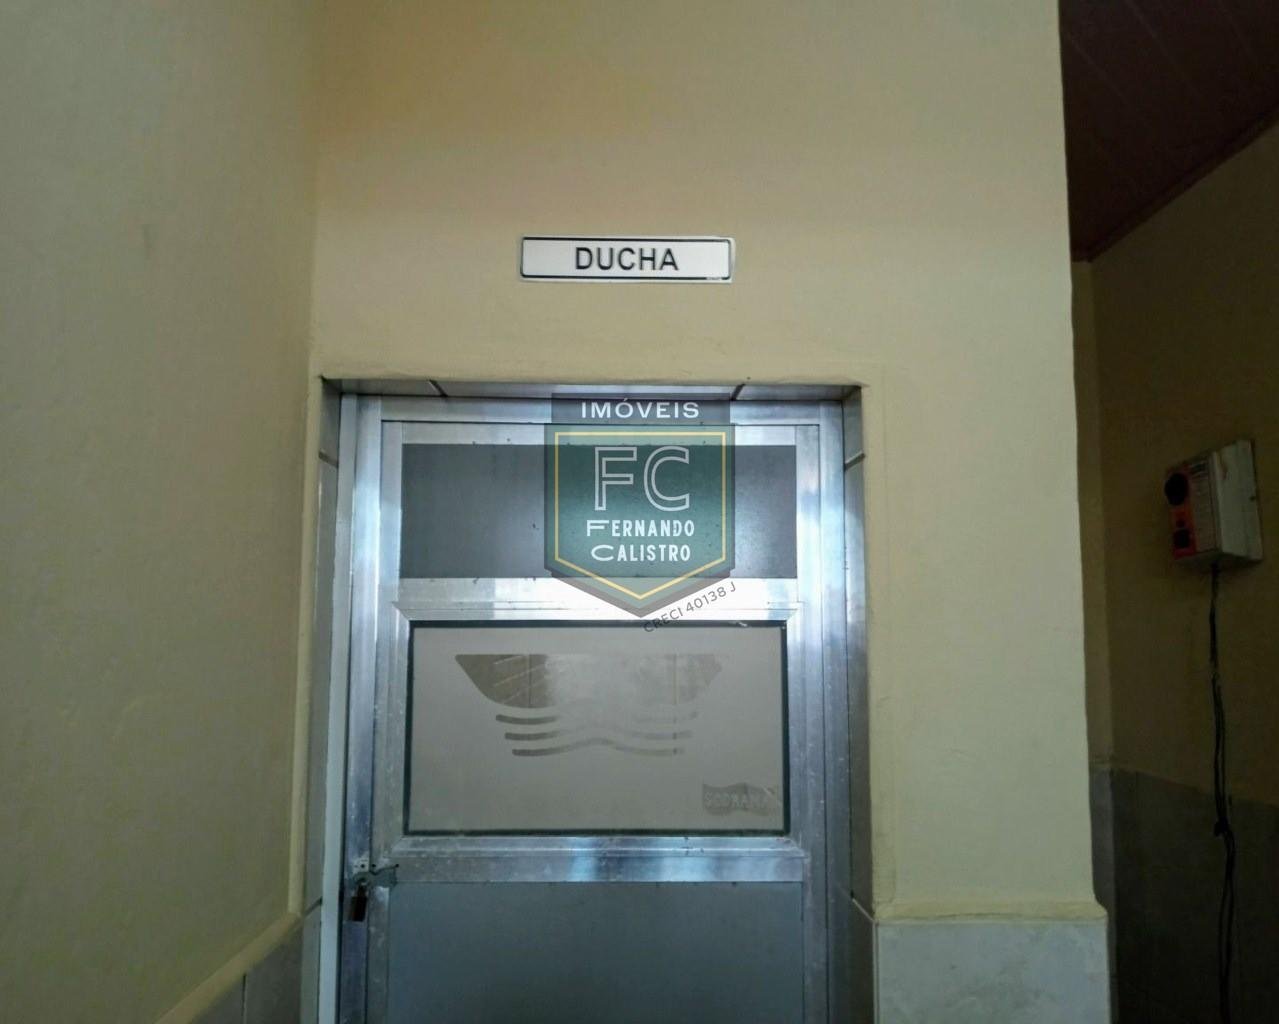 DUCHA
IMÓVEIS
FC
FERNANDO
CALISTRO
CRECI 40138 J